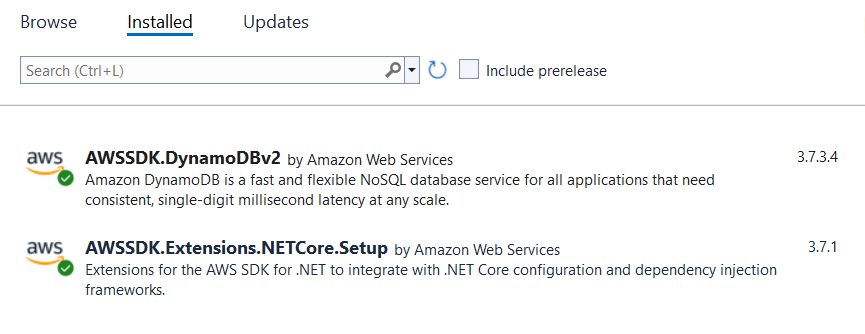 Browse Installed Updates
Search (Ctrl+L) Include prerelease
aws AWSSDK.DynamoDBv2 by Amazon Web Services 3.7.3.4
Amazon DynamoDB is a fast and flexible NoSQL database service for all applications that need
consistent, single-digit millisecond latency at any scale.
aws AWSSDK.Extensions.NETCore.Setup by Amazon Web Services 3.7.1
Extensions for the AWS SDK for .NET to integrate with .NET Core configuration and dependency injection
frameworks.